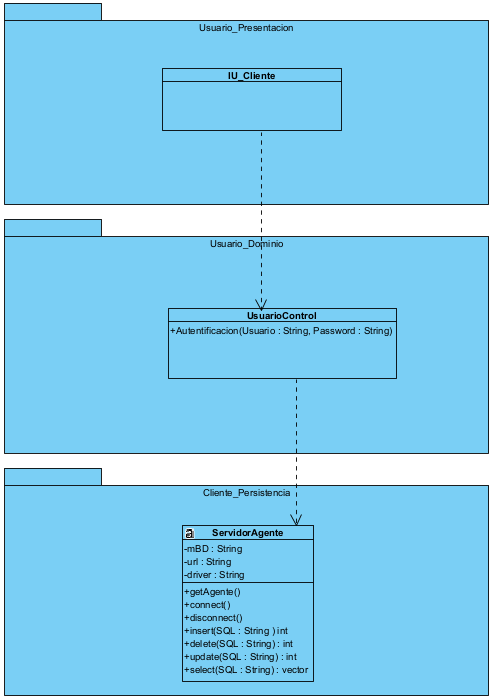 Usuario_Presentacion
IU_Cliente
Usuario_Dominio
UsuarioControl
+Autentificacion(Usuario : String, Password : String)
Cliente_Persistencia
a ServidorAgente
-mBD : String
-url : String
-driver : String
+getAgente()
+connect()
+disconnect()
+insert(SQL : String ) int
+delete(SQL : String) : int
+update(SQL : String) : int
+select(SQL : String) : vector